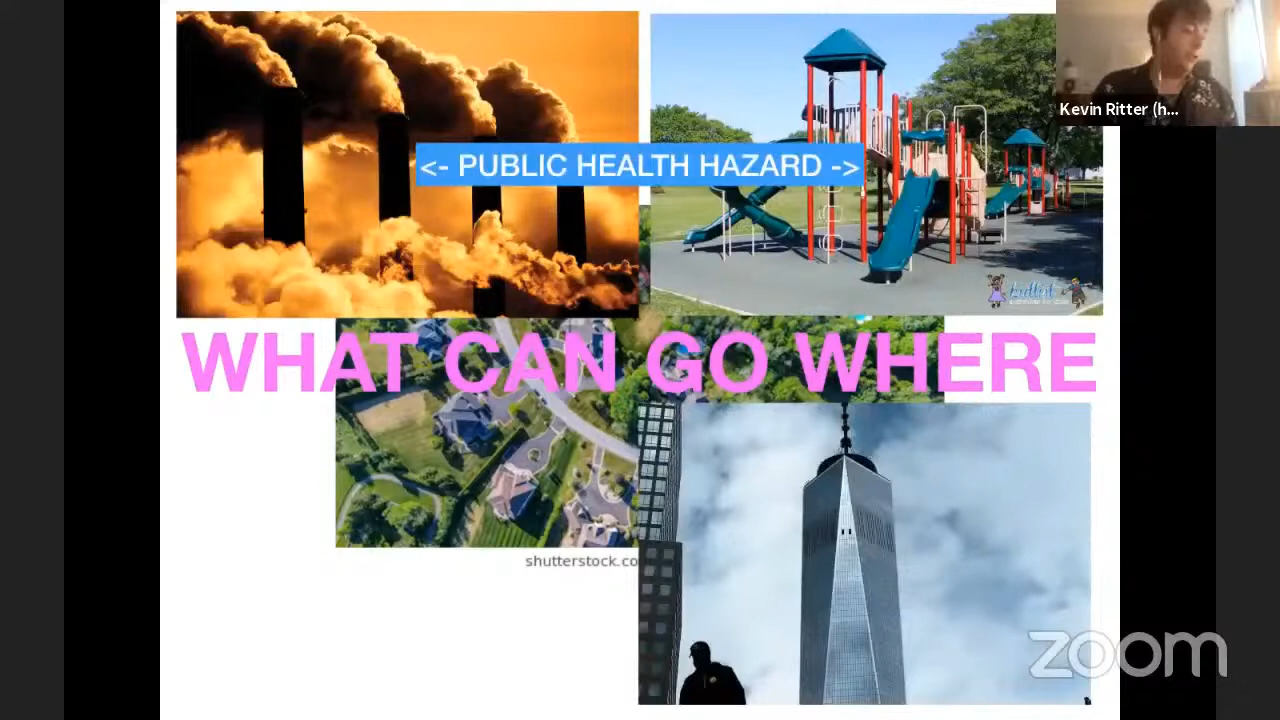 Kevin Ritter (h...
<- PUBLIC HEALTH HAZARD ->
WHAT CAN GO WHERE
shutterstock.co
zoom